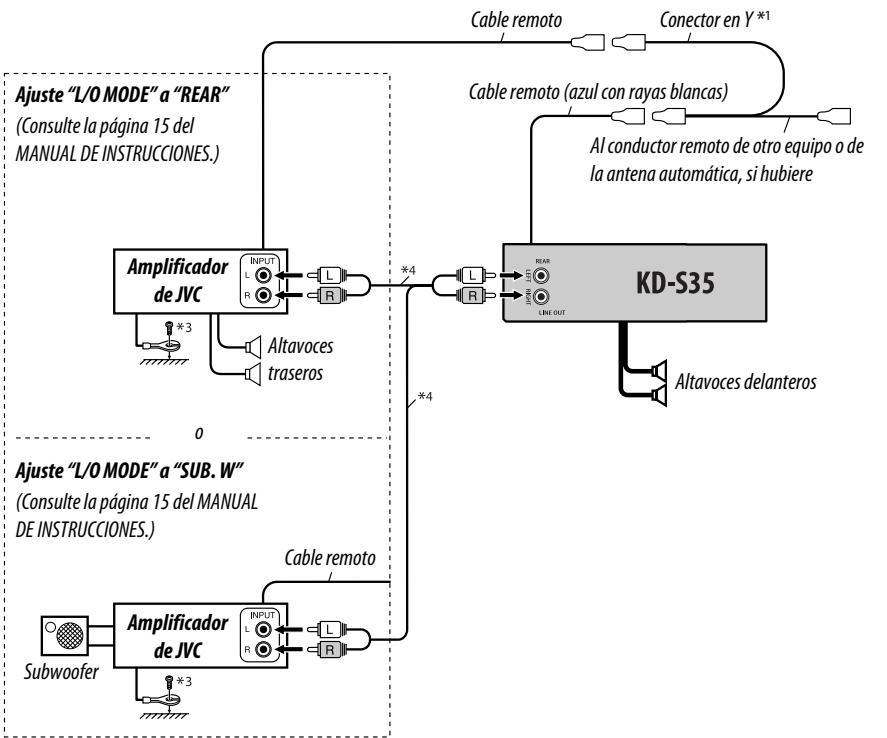 Cable remoto
Conector en Y *1
Ajuste “L/O MODE” a “REAR”
(Consulte la página 15 del
MANUAL DE INSTRUCCIONES.)
Cable remoto (azul con rayas blancas)
Al conductor remoto de otro equipo o de
la antena automática, si hubiere
Amplificador
de JVC
INPUT
L
R
L
R
*4
L
R
REAR
LEFT
RIGHT
LINE OUT
KD-S35
*3
Altavoces
traseros
Altavoces delanteros
*4
o
Ajuste “L/O MODE” a “SUB. W”
(Consulte la página 15 del MANUAL
DE INSTRUCCIONES.)
Cable remoto
Subwoofer
Amplificador
de JVC
INPUT
L
R
L
R
*3